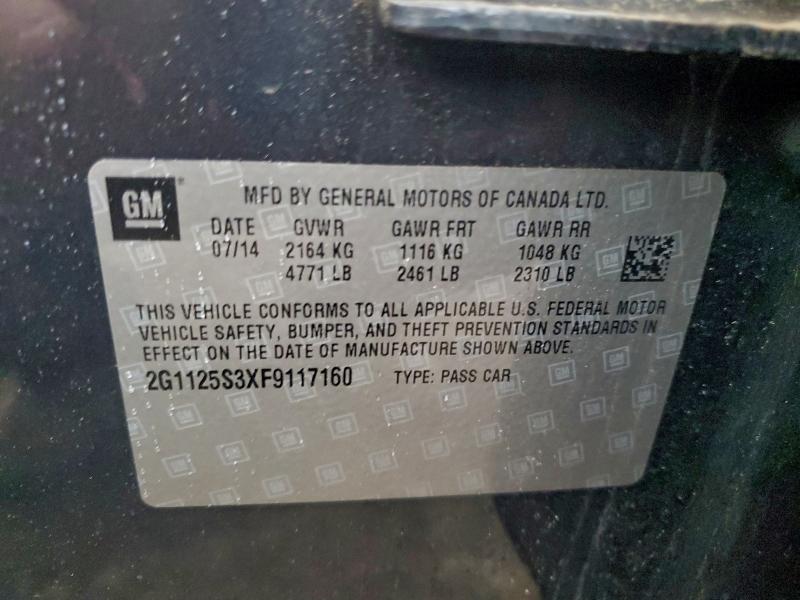 GM
MFD BY GENERAL MOTORS OF CANADA LTD.
DATE GVWR GAWR FRT GAWR RR
07/14 2164 KG 1116 KG 1048 KG
4771 LB 2461 LB 2310 LB
THIS VEHICLE CONFORMS TO ALL APPLICABLE U.S. FEDERAL MOTOR
VEHICLE SAFETY, BUMPER, AND THEFT PREVENTION STANDARDS IN
EFFECT ON THE DATE OF MANUFACTURE SHOWN ABOVE.
2G1125S3XF9117160 TYPE: PASS CAR